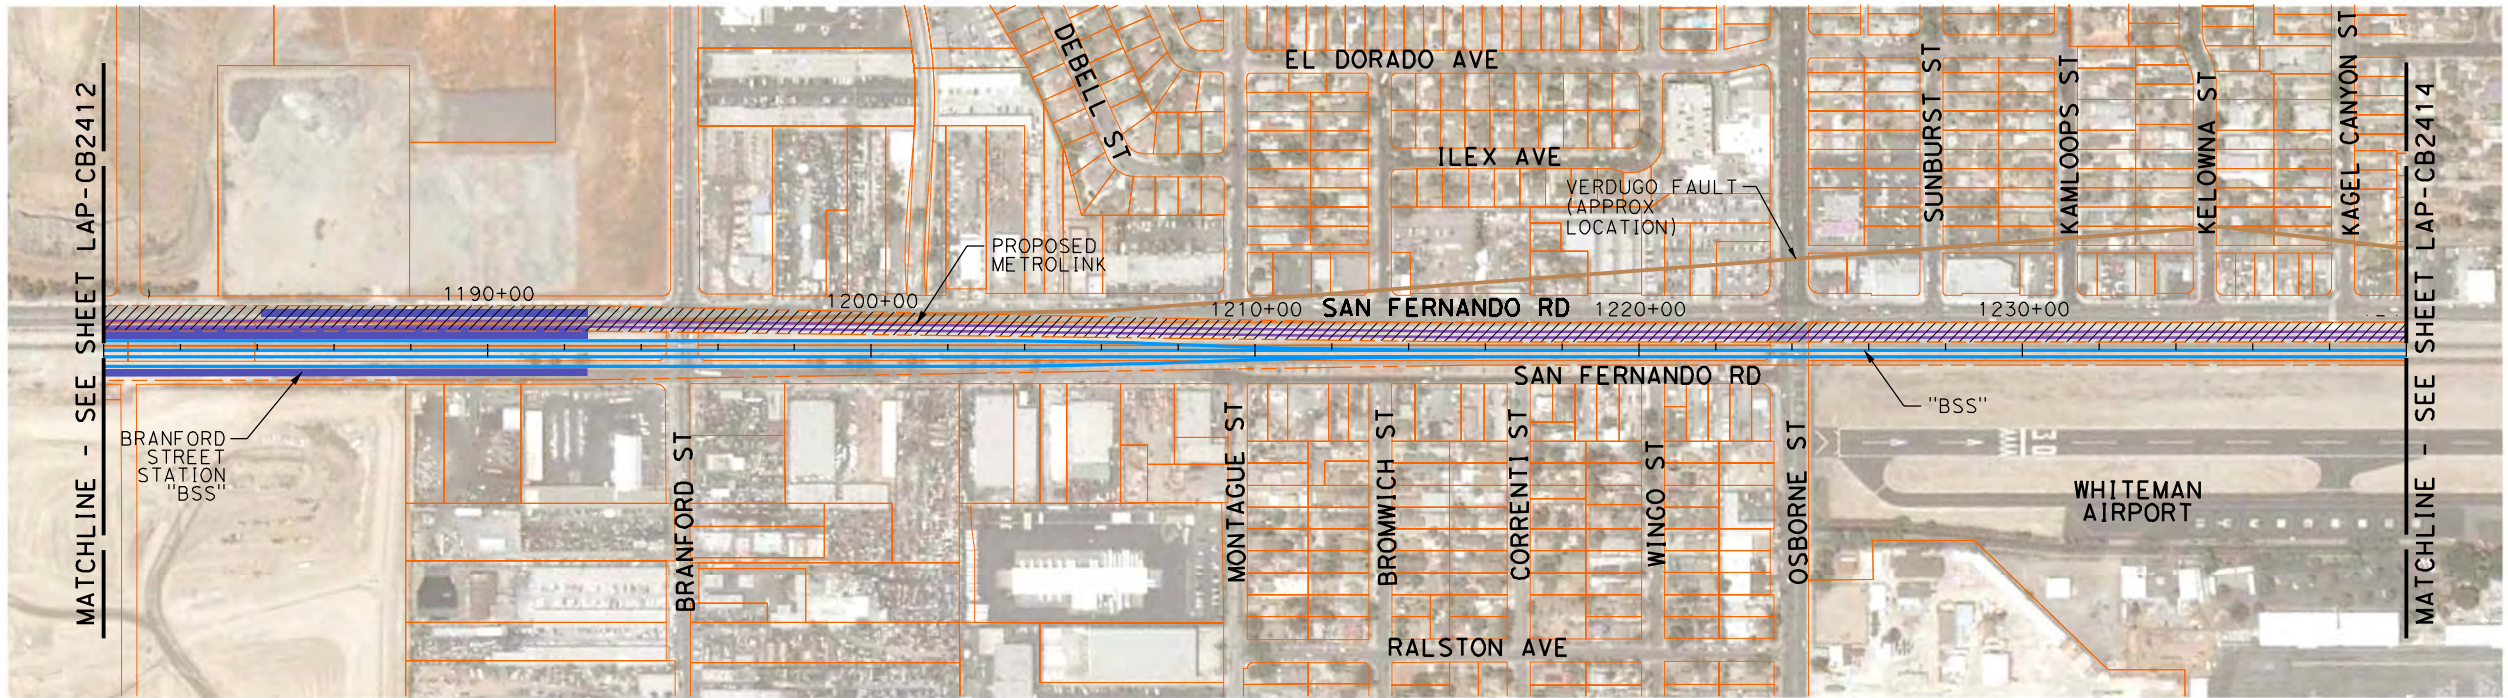 MATCHLINE - SEE SHEET LAP-CB2412
DEBELL ST
EL DORADO AVE
ILEX AVE
VERDUGO FAULT
(APPROX
LOCATION)
SUNBURST ST
KAMLOOPS ST
KELOWNA ST
KAGEL CANYON ST
MATCHLINE - SEE SHEET LAP-CB2414
PROPOSED
METROLINK
1190+00
1200+00
1210+00
SAN FERNANDO RD
1220+00
1230+00
SAN FERNANDO RD
"BSS"
BRANFORD
STREET
STATION
"BSS"
BRANFORD ST
MONTAGUE ST
BROMWICH ST
CORRENTI ST
WINGO ST
OSBORNE ST
30
WHITEMAN
AIRPORT
RALSTON AVE